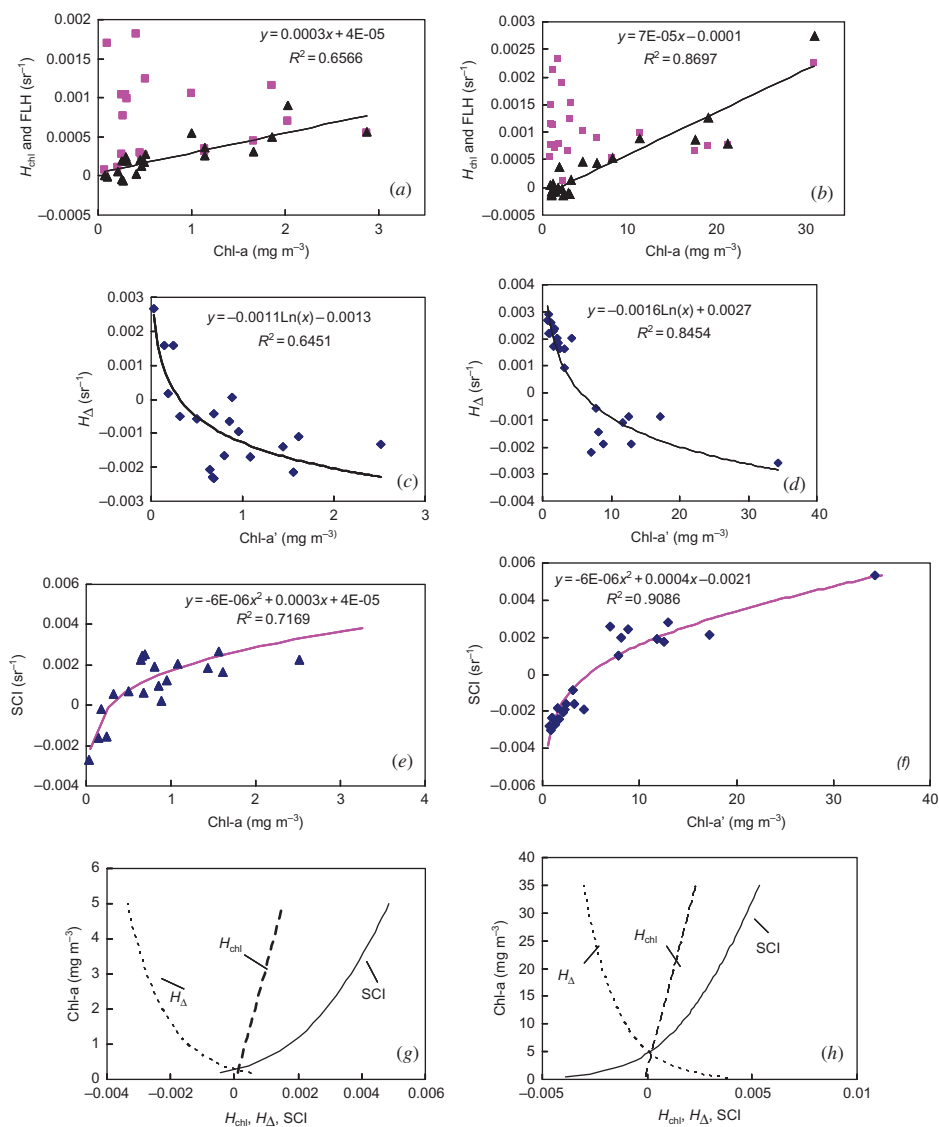 0.002
0.0015
0.001
0.0005
0
−0.0005
H_chl and FLH (sr⁻¹)
y = 0.0003x + 4E-05
R² = 0.6566
(a)
0 1 2 3
Chl-a (mg m⁻³)
0.003
0.0025
0.002
0.0015
0.001
0.0005
0
−0.0005
H_chl and FLH (sr⁻¹)
y = 7E-05x − 0.0001
R² = 0.8697
(b)
0 10 20 30
Chl-a (mg m⁻³)
0.003
0.002
0.001
0
−0.001
−0.002
−0.003
H_Δ (sr⁻¹)
y = −0.0011Ln(x) − 0.0013
R² = 0.6451
(c)
0 1 2 3
Chl-a' (mg m⁻³)
0.004
0.003
0.002
0.001
0
−0.001
−0.002
−0.003
−0.004
H_Δ (sr⁻¹)
y = −0.0016Ln(x) + 0.0027
R² = 0.8454
(d)
0 10 20 30 40
Chl-a' (mg m⁻³)
0.006
0.004
0.002
0
−0.002
−0.004
SCI (sr⁻¹)
y = -6E-06x² + 0.0003x + 4E-05
R² = 0.7169
(e)
0 1 2 3 4
Chl-a (mg m⁻³)
0.006
0.004
0.002
0
−0.002
−0.004
−0.006
SCI (sr⁻¹)
y = -6E-06x² + 0.0004x − 0.0021
R² = 0.9086
(f)
0 10 20 30 40
Chl-a' (mg m⁻³)
6
5
4
3
2
1
0
Chl-a (mg m⁻³)
H_chl
H_Δ
SCI
(g)
−0.004 −0.002 0 0.002 0.004 0.006
H_chl, H_Δ, SCI
40
35
30
25
20
15
10
5
0
Chl-a (mg m⁻³)
H_chl
SCI
H_Δ
(h)
−0.005 0 0.005 0.01
H_chl, H_Δ, SCI